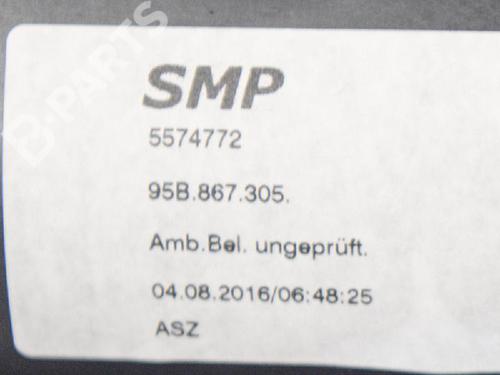 B-PARTS
SMP
5574772
95B.867.305.
Amb.Bel. ungeprüft.
04.08.2016/06:48:25
ASZ